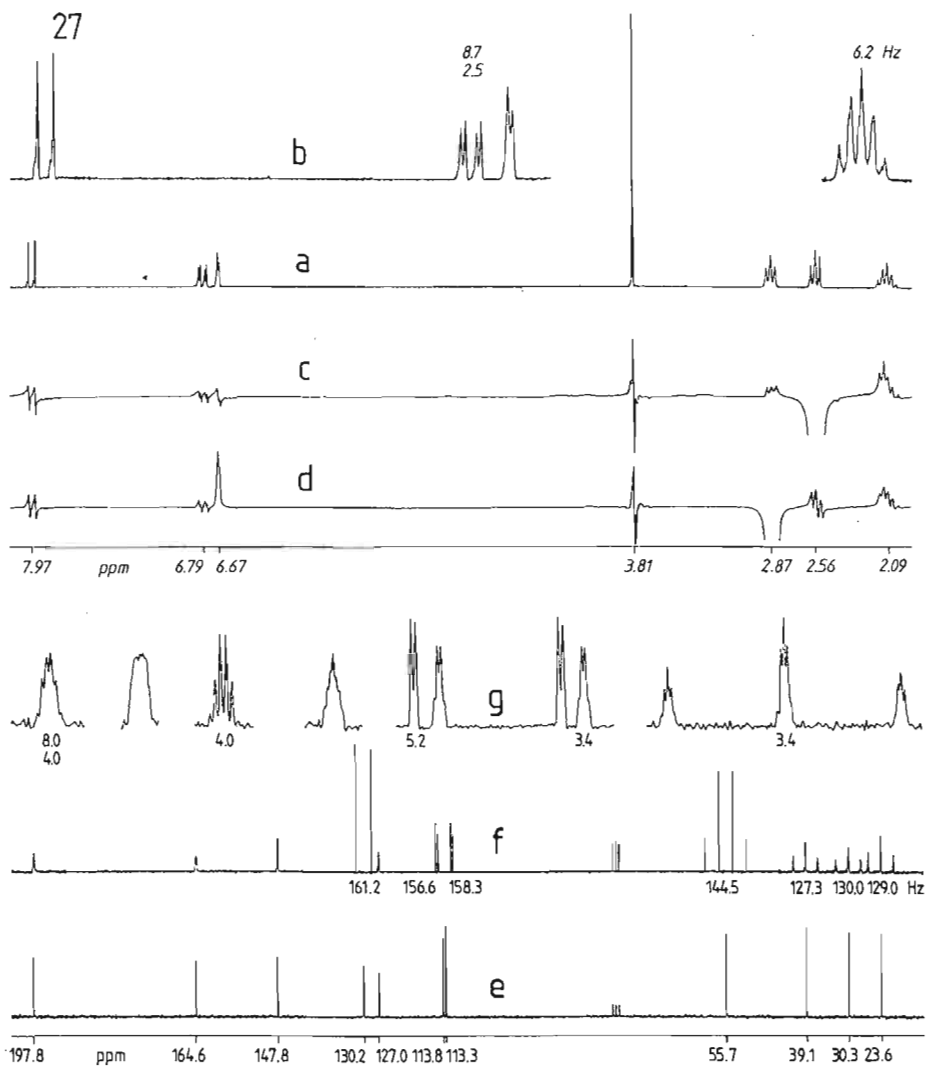 27
8.7
2.5
6.2 Hz
b
a
c
d
7.97 ppm 6.79 6.67 3.81 2.87 2.56 2.09
g
8.0 4.0 5.2 3.4 3.4
4.0
f
161.2 156.6 158.3 144.5 127.3 130.0 129.0 Hz
e
197.8 ppm 164.6 147.8 130.2 127.0 113.8 113.3 55.7 39.1 30.3 23.6